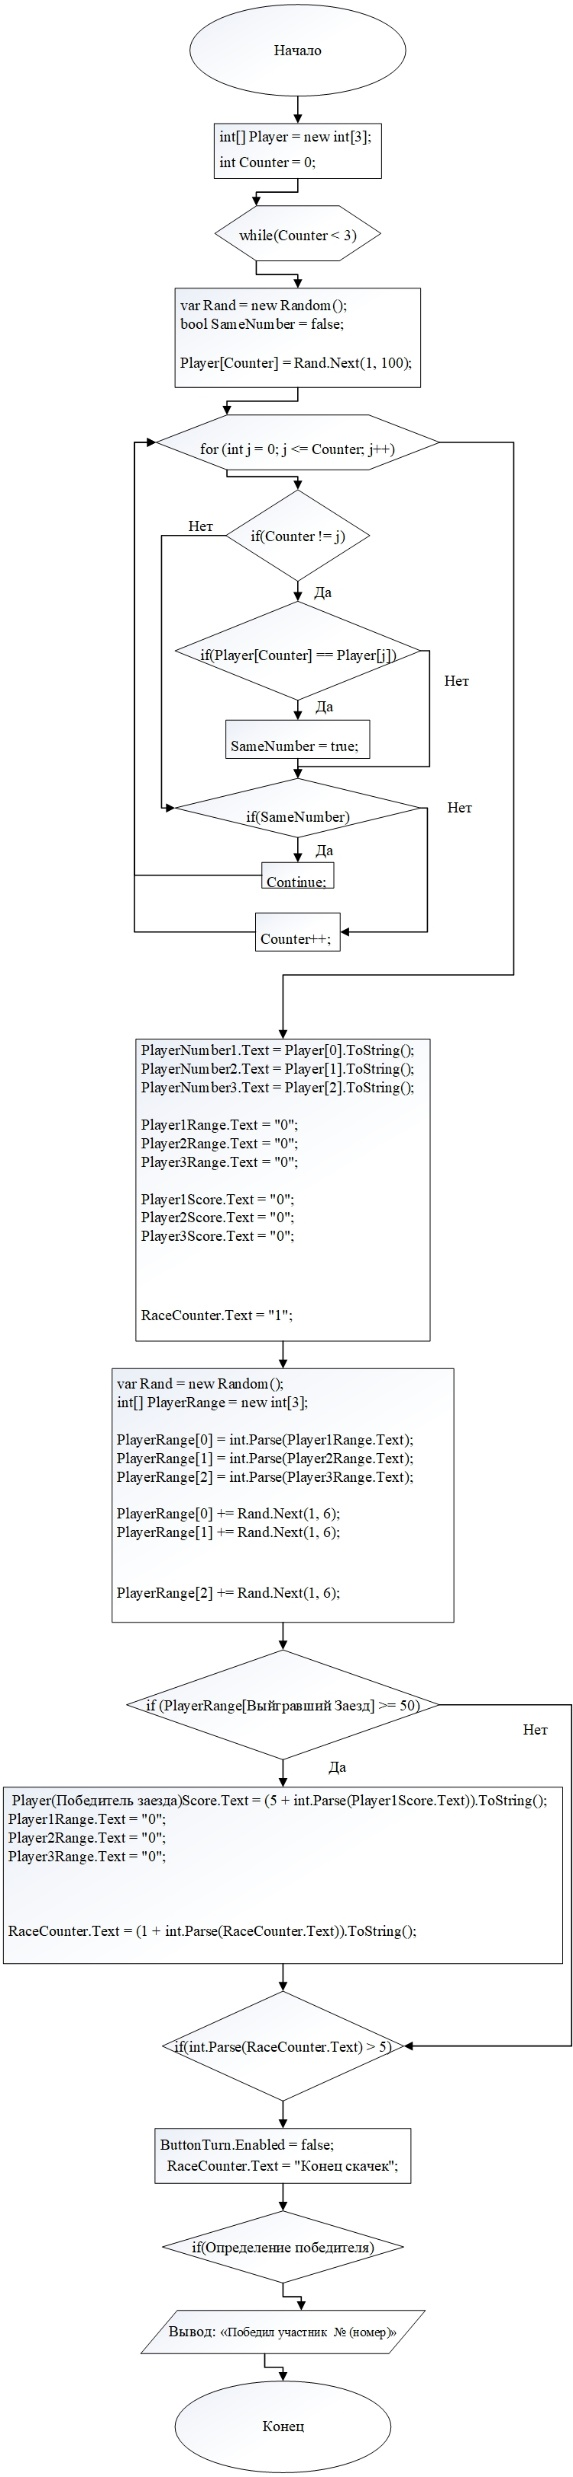 Начало
int[] Player = new int[3];
int Counter = 0;
while(Counter < 3)
var Rand = new Random();
bool SameNumber = false;
Player[Counter] = Rand.Next(1, 100);
for (int j = 0; j <= Counter; j++)
Нет
if(Counter != j)
Да
if(Player[Counter] == Player[j])
Нет
Да
SameNumber = true;
if(SameNumber)
Нет
Да
Continue;
Counter++;
PlayerNumber1.Text = Player[0].ToString();
PlayerNumber2.Text = Player[1].ToString();
PlayerNumber3.Text = Player[2].ToString();
Player1Range.Text = "0";
Player2Range.Text = "0";
Player3Range.Text = "0";
Player1Score.Text = "0";
Player2Score.Text = "0";
Player3Score.Text = "0";
RaceCounter.Text = "1";
var Rand = new Random();
int[] PlayerRange = new int[3];
PlayerRange[0] = int.Parse(Player1Range.Text);
PlayerRange[1] = int.Parse(Player2Range.Text);
PlayerRange[2] = int.Parse(Player3Range.Text);
PlayerRange[0] += Rand.Next(1, 6);
PlayerRange[1] += Rand.Next(1, 6);
PlayerRange[2] += Rand.Next(1, 6);
if (PlayerRange[Выйгравший Заезд] >= 50)
Нет
Да
Player(Победитель заезда)Score.Text = (5 + int.Parse(Player1Score.Text)).ToString();
Player1Range.Text = "0";
Player2Range.Text = "0";
Player3Range.Text = "0";
RaceCounter.Text = (1 + int.Parse(RaceCounter.Text)).ToString();
if(int.Parse(RaceCounter.Text) > 5)
ButtonTurn.Enabled = false;
RaceCounter.Text = "Конец скачек";
if(Определение победителя)
Вывод: «Победил участник № (номер)»
Конец